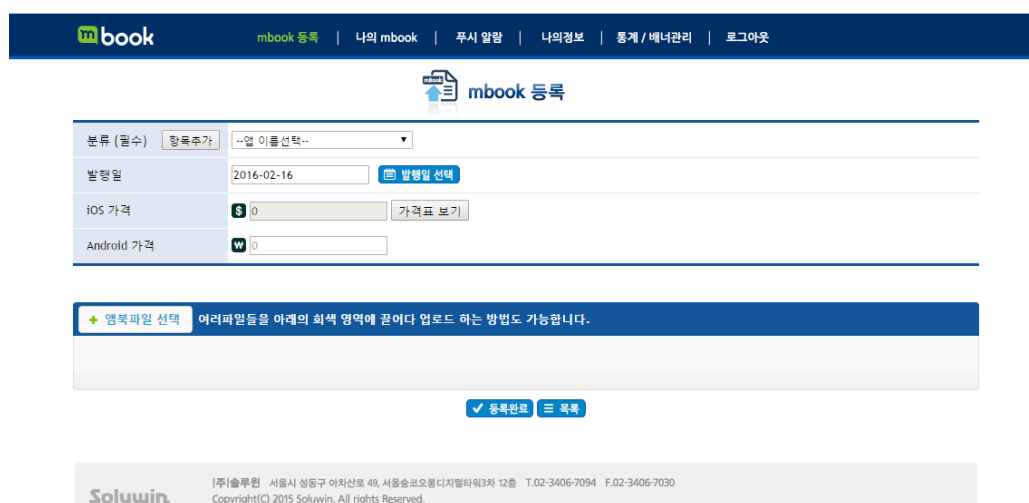 mbook
mbook 등록 | 나의 mbook | 푸시 알람 | 나의정보 | 통계 / 배너관리 | 로그아웃
mBook mbook 등록
분류 (필수) 항목추가 --앱 이름선택--
발행일 2016-02-16 발행일 선택
iOS 가격 $ 0 가격표 보기
Android 가격 ₩ 0
+ 앰북파일 선택 여러파일들을 아래의 회색 영역에 끌어다 업로드 하는 방법도 가능합니다.
등록완료 목록
|주|솔루윈 서울시 성동구 아차산로 49, 서울숲코오롱디지털타워3차 12층 T.02-3406-7094 F.02-3406-7030
Soluwin Copyright(C) 2015 Soluwin. All rights Reserved.